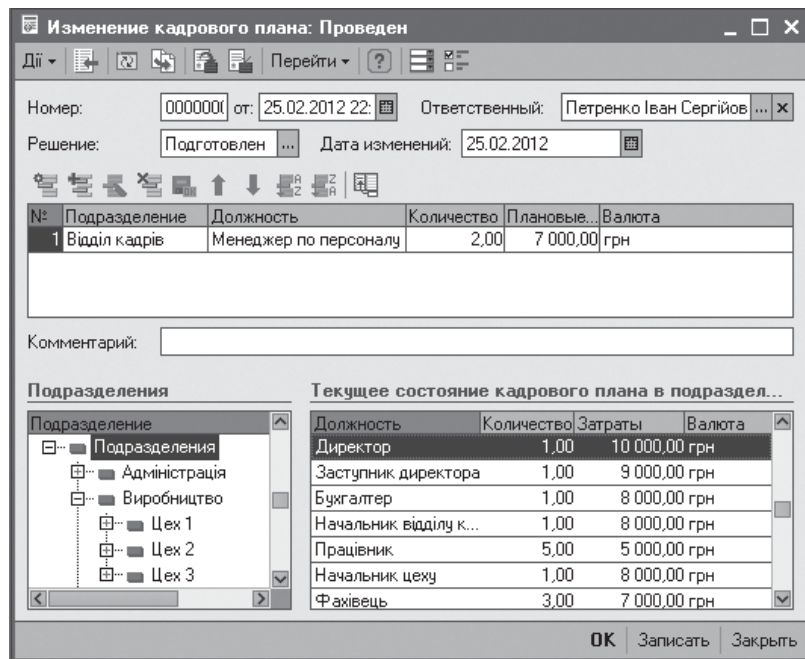 Изменение кадрового плана: Проведен
Дії Перейти
Номер: 0000000 от: 25.02.2012 22: Ответственный: Петренко Іван Сергійов ...
Решение: Подготовлен ... Дата изменений: 25.02.2012
№ Подразделение Должность Количество Плановые... Валюта
1 Відділ кадрів Менеджер по персоналу 2,00 7 000,00 грн
Комментарий:
Подразделения Текущее состояние кадрового плана в подраздел...
Подразделение Должность Количество Затраты Валюта
Подразделения Директор 1,00 10 000,00 грн
Адміністрація Заступник директора 1,00 9 000,00 грн
Виробництво Бухгалтер 1,00 8 000,00 грн
Цех 1 Начальник відділу к... 1,00 8 000,00 грн
Цех 2 Працівник 5,00 5 000,00 грн
Цех 3 Начальник цеху 1,00 8 000,00 грн
Фахівець 3,00 7 000,00 грн
OK Записать Закрыть